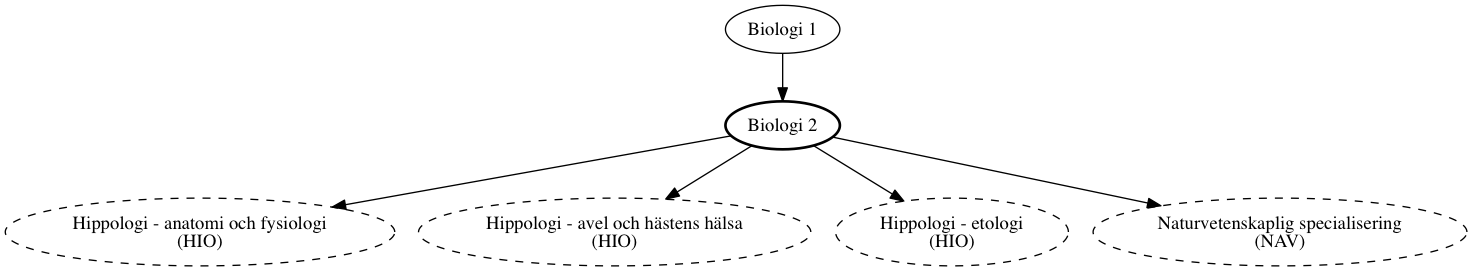 Biologi 1
Biologi 2
Hippologi - anatomi och fysiologi
(HIO)
Hippologi - avel och hästens hälsa
(HIO)
Hippologi - etologi
(HIO)
Naturvetenskaplig specialisering
(NAV)